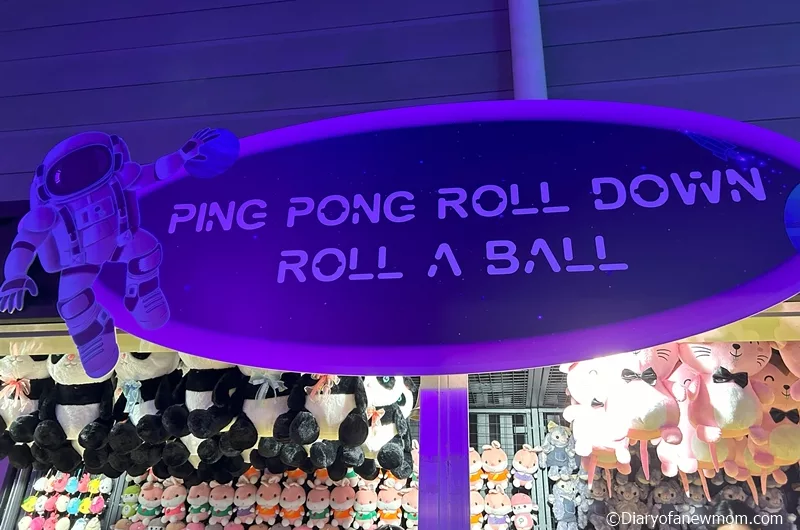 PING PONG ROLL DOWN
ROLL A BALL
©Diaryofanewmom.com